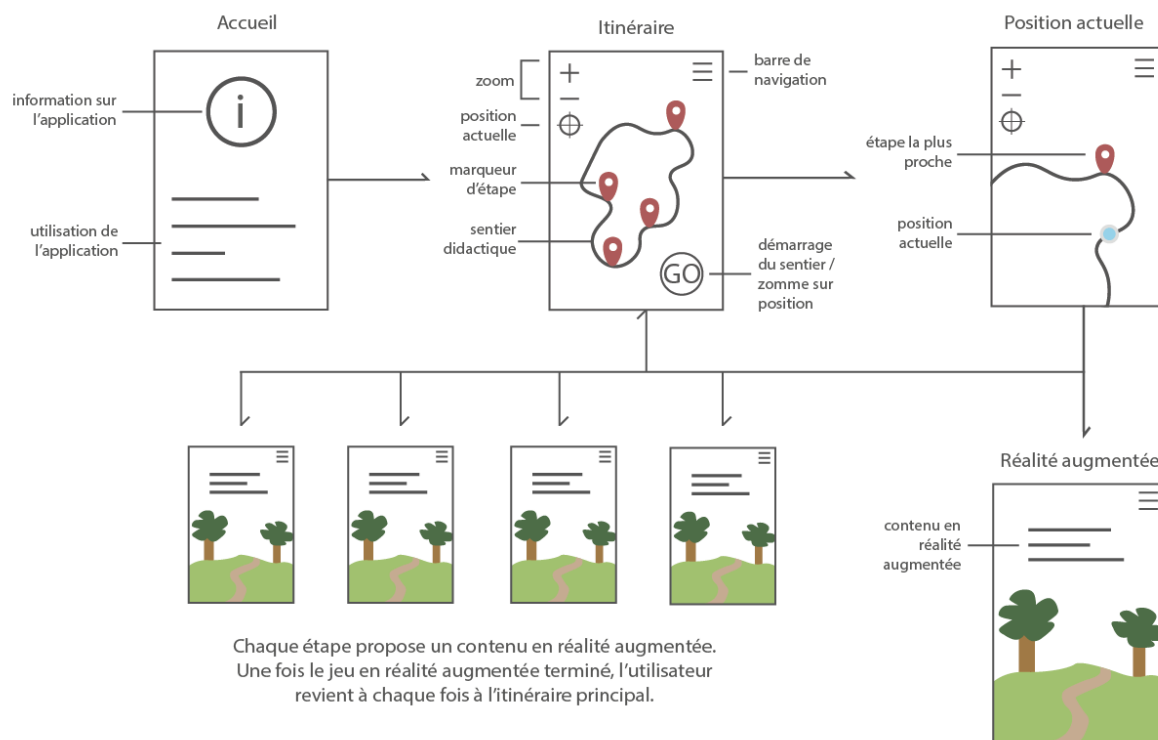 Accueil
Itinéraire
Position actuelle
information sur
l'application
i
utilisation de
l'application
zoom
position
actuelle
marqueur
d'étape
sentier
didactique
barre de
navigation
GO
démarrage
du sentier /
zomme sur
position
étape la plus
proche
position
actuelle
Réalité augmentée
contenu en
réalité
augmentée
Chaque étape propose un contenu en réalité augmentée.
Une fois le jeu en réalité augmentée terminé, l'utilisateur
revient à chaque fois à l'itinéraire principal.